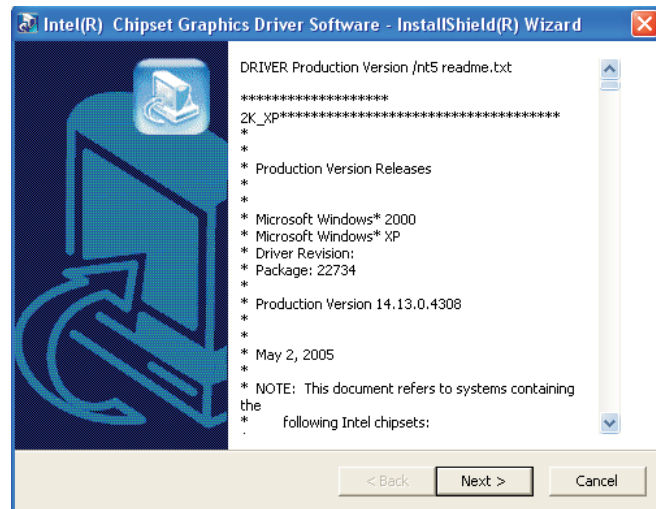 Intel(R) Chipset Graphics Driver Software - InstallShield(R) Wizard
DRIVER Production Version /nt5 readme.txt
*******************
2K_XP************************************
*
*
* Production Version Releases
*
*
* Microsoft Windows* 2000
* Microsoft Windows* XP
* Driver Revision:
* Package: 22734
*
* Production Version 14.13.0.4308
*
*
* May 2, 2005
*
* NOTE: This document refers to systems containing
the
* following Intel chipsets:
< Back
Next >
Cancel